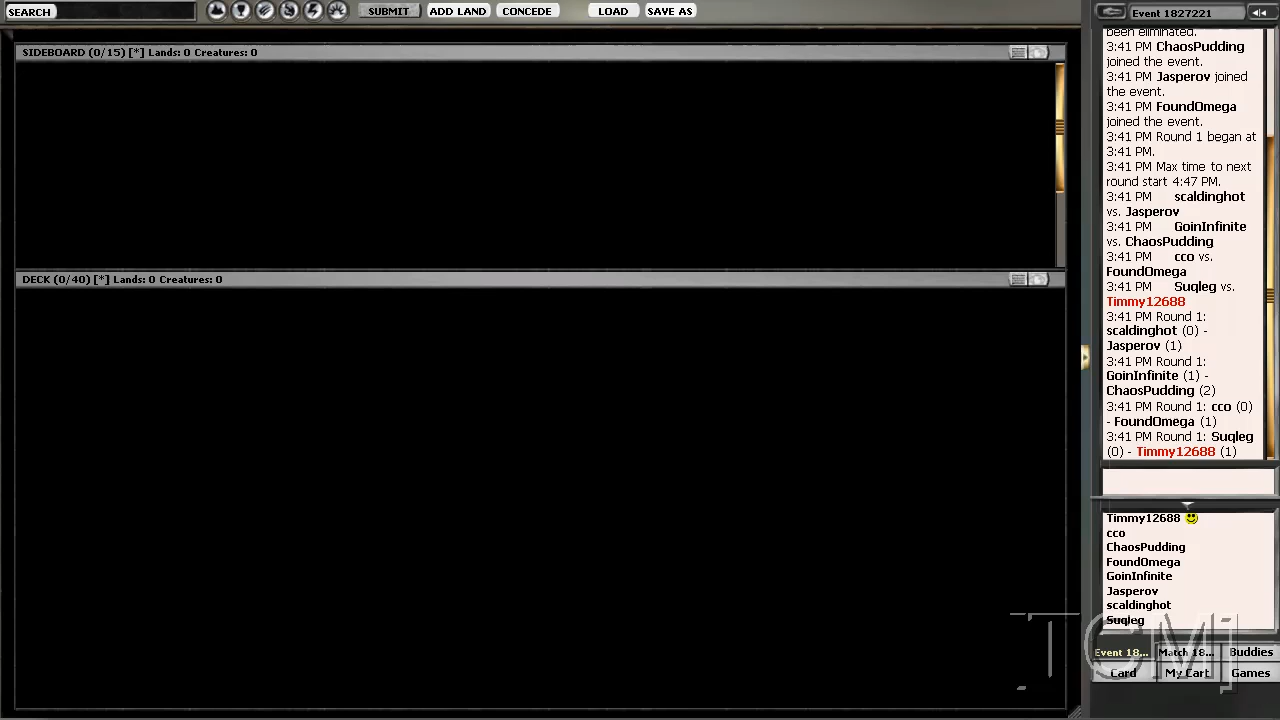 SEARCH
SUBMIT
ADD LAND
CONCEDE
LOAD
SAVE AS
SIDEBOARD (0/15) [*] Lands: 0 Creatures: 0
DECK (0/40) [*] Lands: 0 Creatures: 0
Event 1827221
been eliminated.
3:41 PM ChaosPudding
joined the event.
3:41 PM Jasperov joined
the event.
3:41 PM FoundOmega
joined the event.
3:41 PM Round 1 began at
3:41 PM.
3:41 PM Max time to next
round start 4:47 PM.
3:41 PM scaldinghot
vs. Jasperov
3:41 PM GoinInfinite
vs. ChaosPudding
3:41 PM cco vs.
FoundOmega
3:41 PM Suqleg vs.
Timmy12688
3:41 PM Round 1:
scaldinghot (0) -
Jasperov (1)
3:41 PM Round 1:
GoinInfinite (1) -
ChaosPudding (2)
3:41 PM Round 1: cco (0)
- FoundOmega (1)
3:41 PM Round 1: Suqleg
(0) - Timmy12688 (1)
Timmy12688
cco
ChaosPudding
FoundOmega
GoinInfinite
Jasperov
scaldinghot
Suqleg
Event 18...
Match 18...
Buddies
Card
My Cart
Games